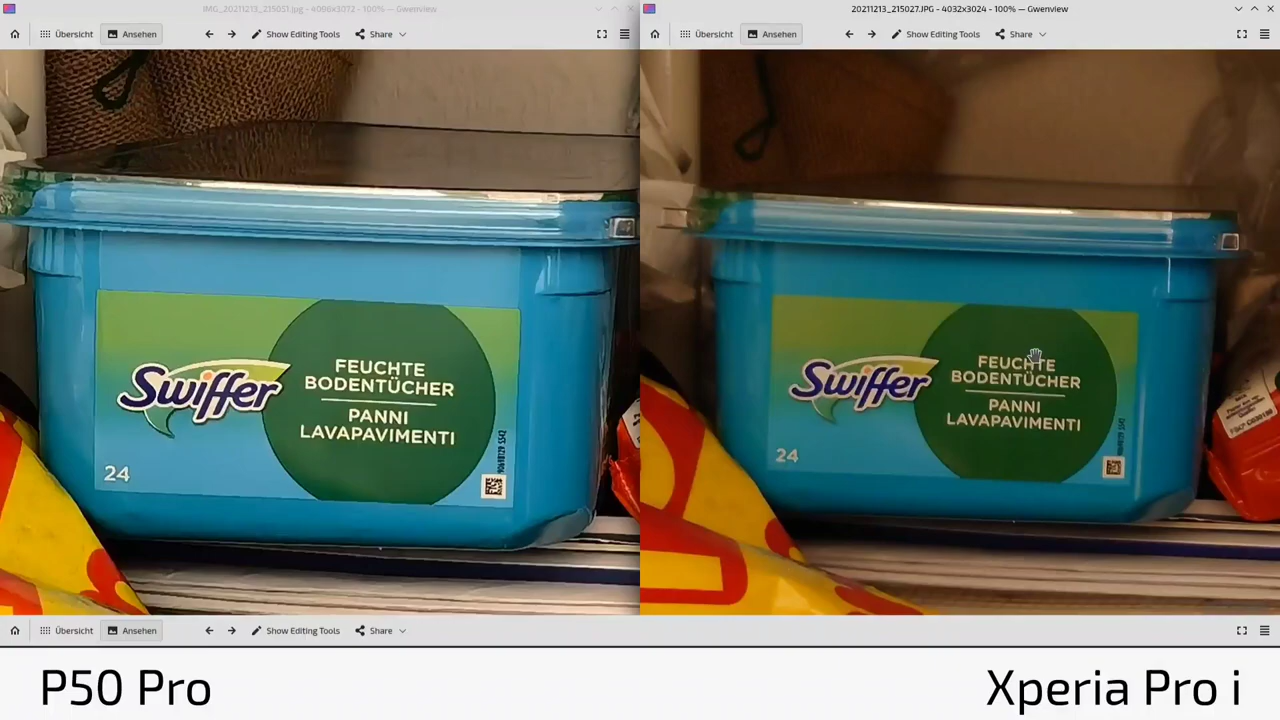 IMG_20211213_215051.jpg - 4096x3072 - 100% — Gwenview
Übersicht Ansehen Show Editing Tools Share
Swiffer
FEUCHTE
BODENTÜCHER
PANNI
LAVAPAVIMENTI
24
Übersicht Ansehen Show Editing Tools Share
P50 Pro
20211213_215027.JPG - 4032x3024 - 100% — Gwenview
Übersicht Ansehen Show Editing Tools Share
Swiffer
FEUCHTE
BODENTÜCHER
PANNI
LAVAPAVIMENTI
24
Xperia Pro i